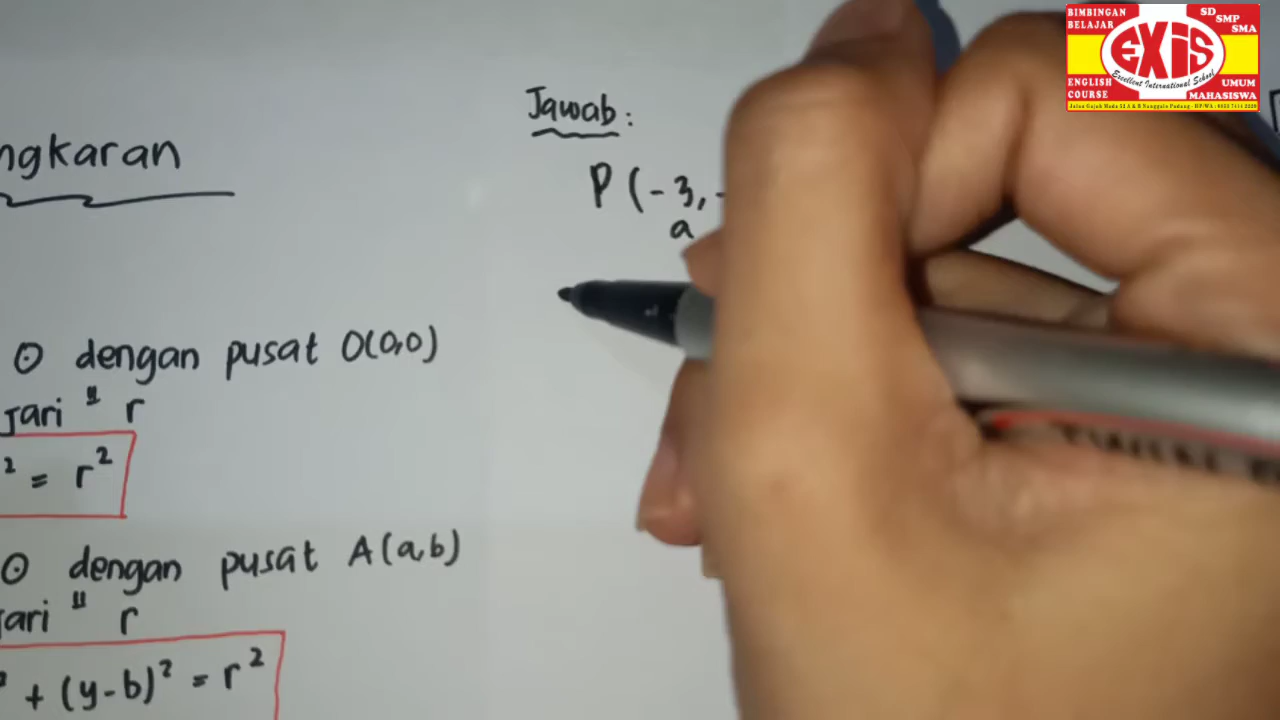 ngkaran
⊙ dengan pusat O(0,0)
Jari " r
² = r²
⊙ dengan pusat A(a,b)
Jari " r
² + (y-b)² = r²
Jawab :
P (-3, -
a
BIMBINGAN
BELAJAR
SD
SMP
SMA
EXIS
Excellent International School
ENGLISH
COURSE
UMUM
MAHASISWA